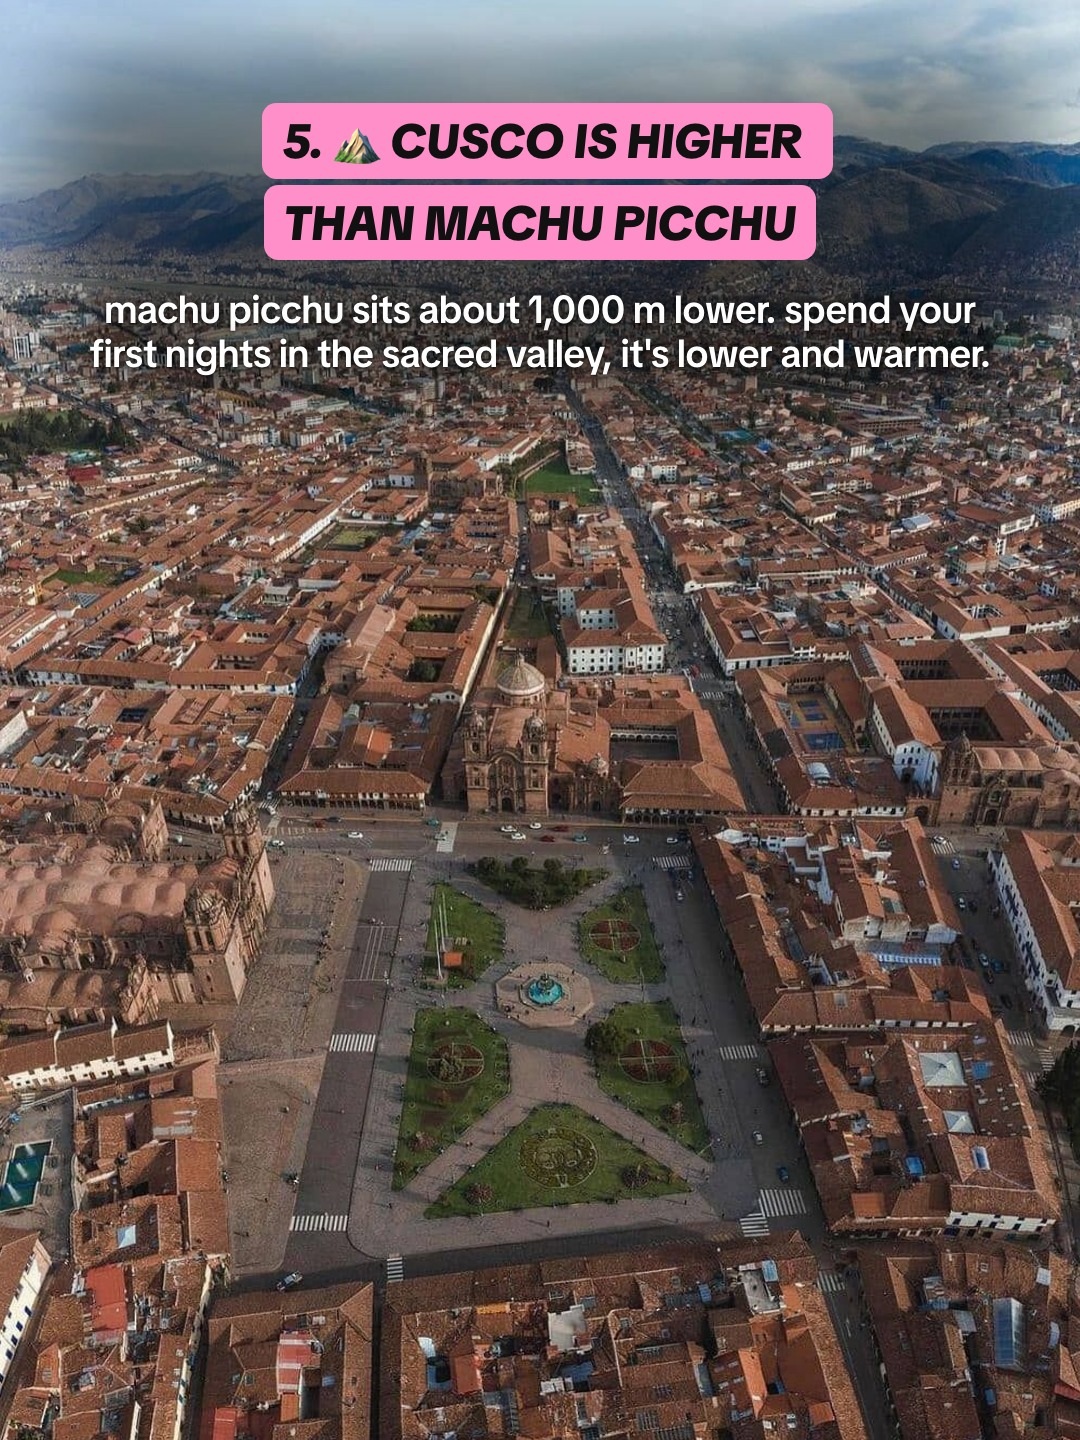 5. ⛰️ CUSCO IS HIGHER
THAN MACHU PICCHU
machu picchu sits about 1,000 m lower. spend your
first nights in the sacred valley, it's lower and warmer.